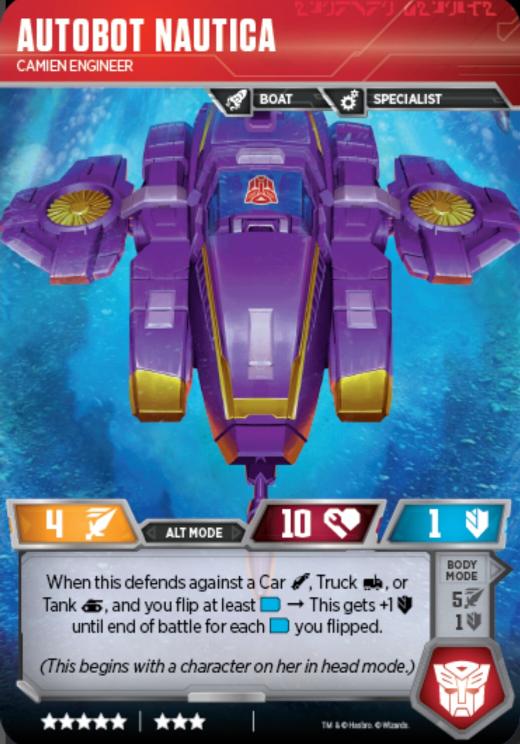 AUTOBOT NAUTICA
CAMIEN ENGINEER
BOAT
SPECIALIST
4
ALT MODE
10
1
When this defends against a Car, Truck, or
Tank, and you flip at least → This gets +1
until end of battle for each you flipped.
(This begins with a character on her in head mode.)
BODY
MODE
5
1
TM & © Hasbro. © Wizards.